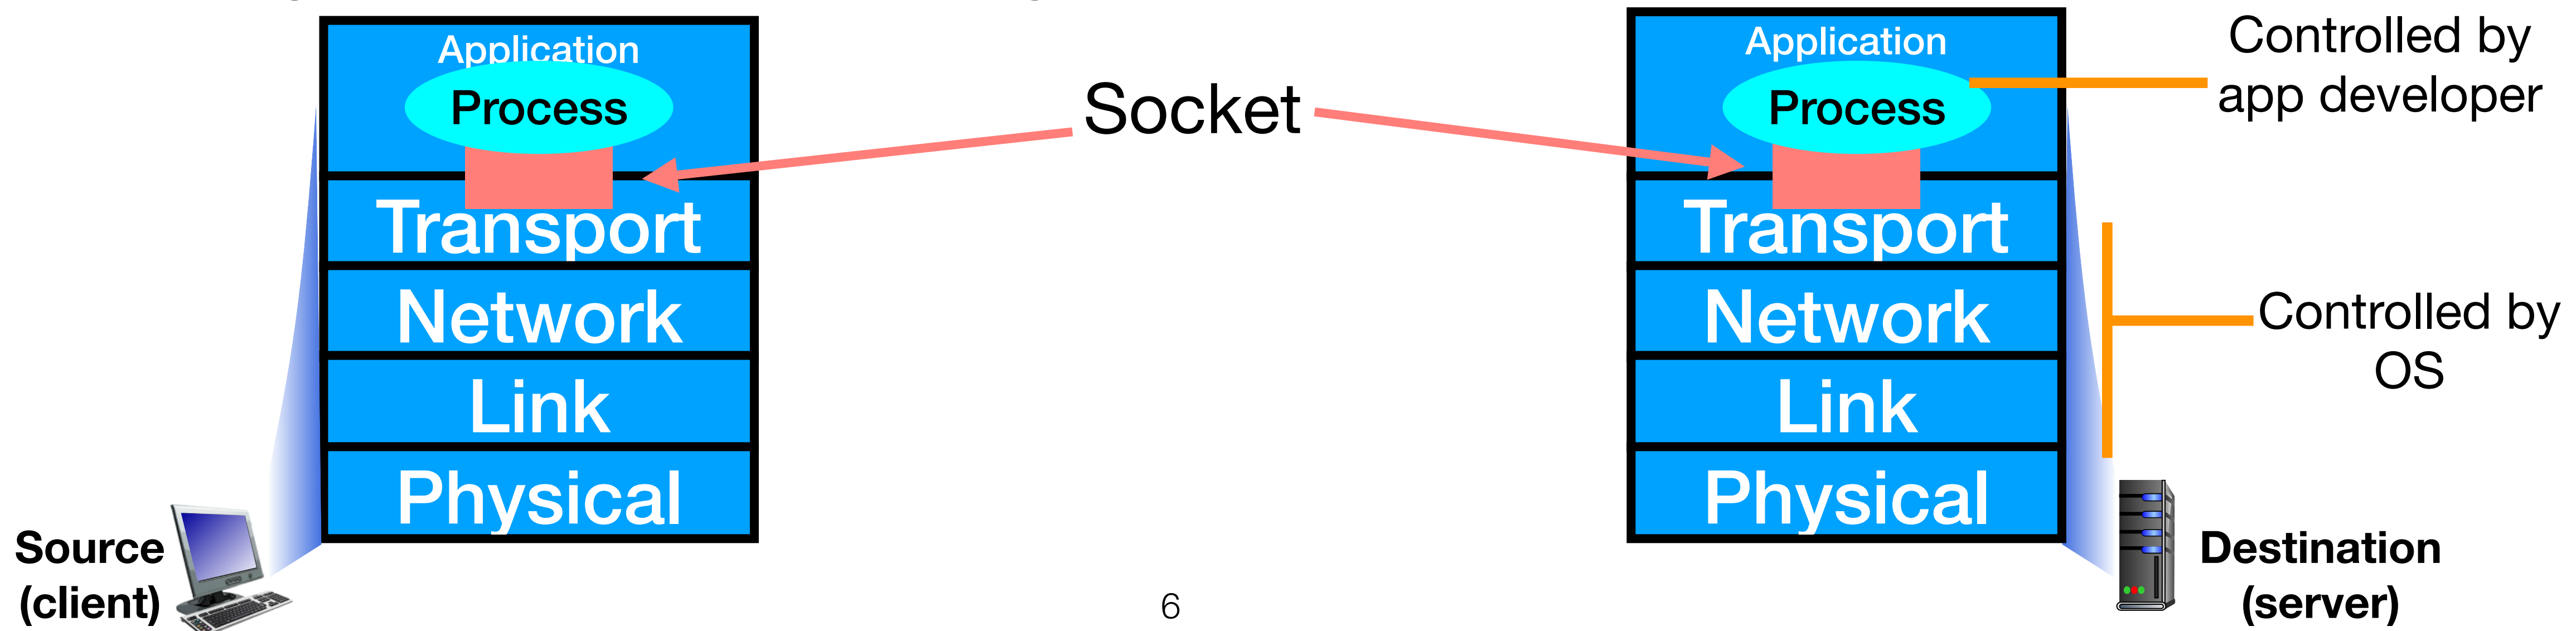 Application
Process
Transport
Network
Link
Physical
Source
(client)
Socket
Application
Process
Transport
Network
Link
Physical
Controlled by
app developer
Controlled by
OS
Destination
(server)
6